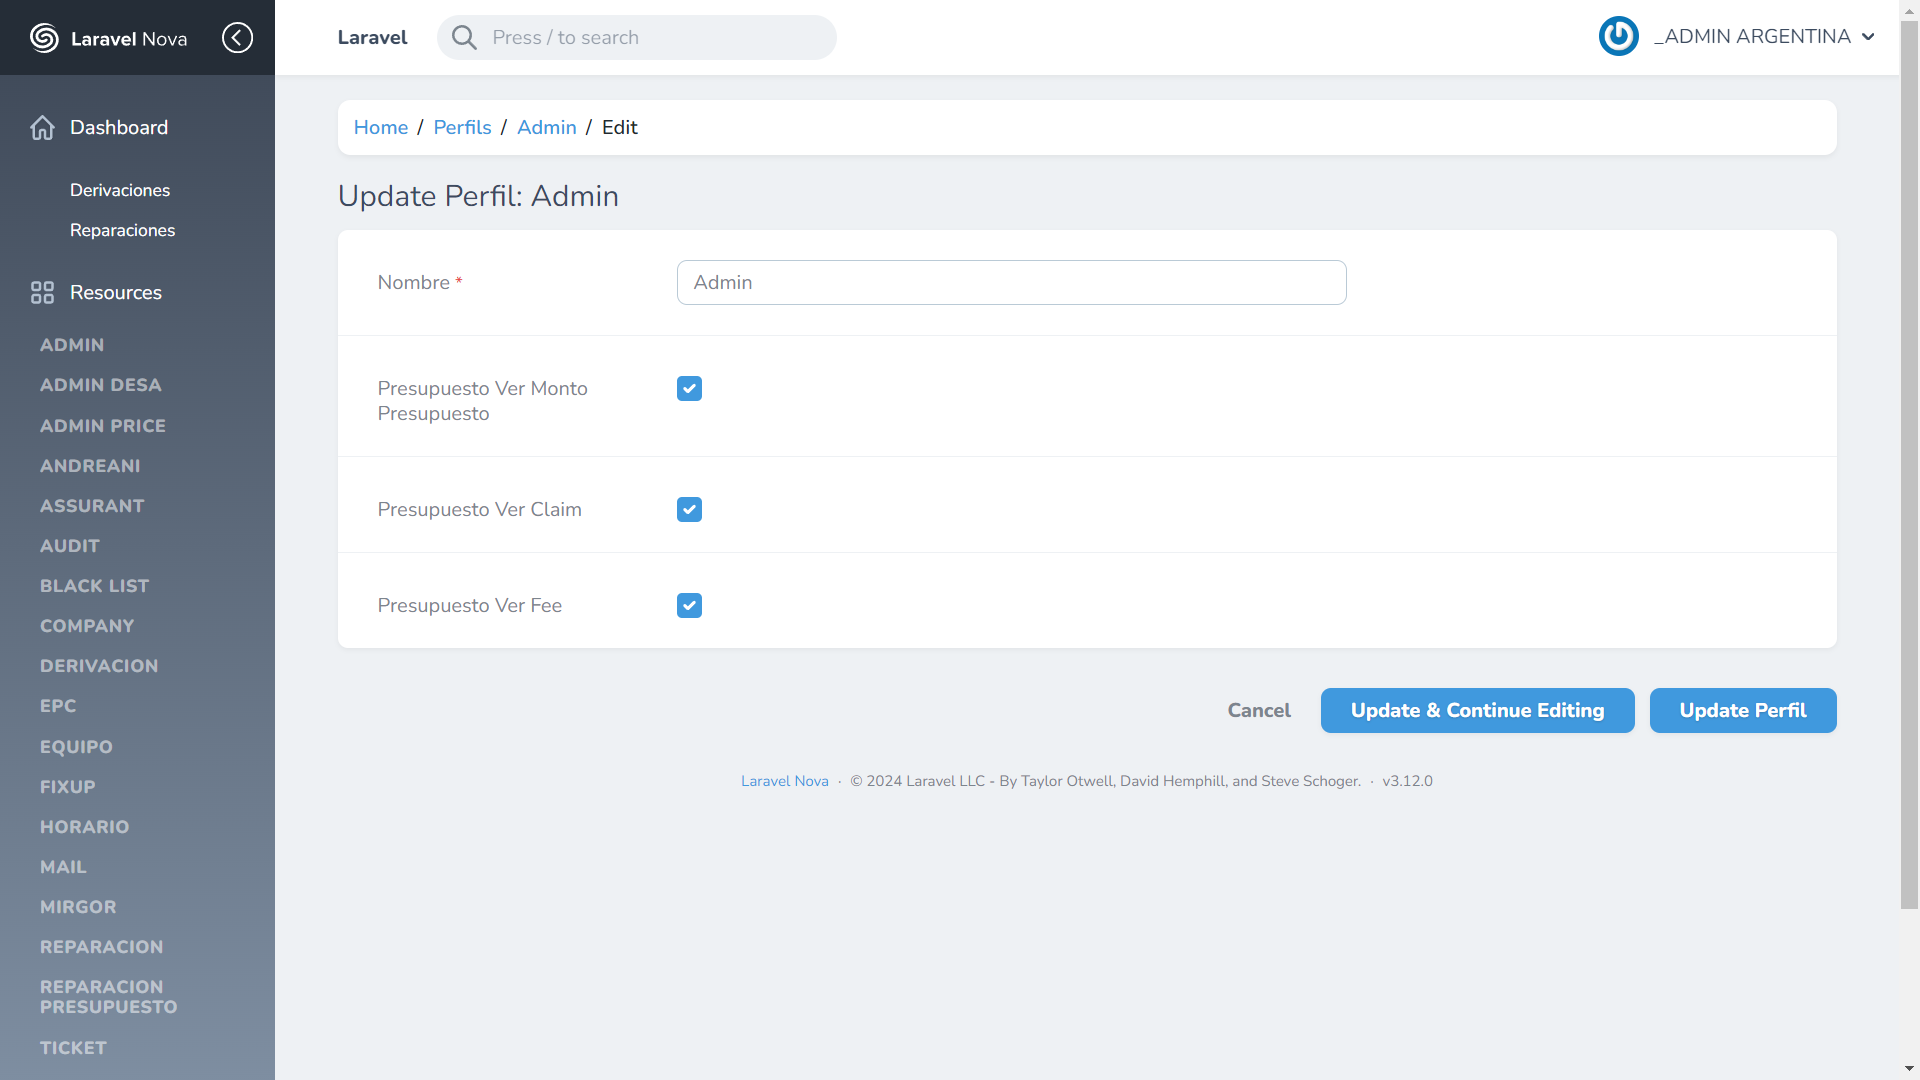 Laravel Nova
Laravel
Press / to search
_ADMIN ARGENTINA
Dashboard
Derivaciones
Reparaciones
Resources
ADMIN
ADMIN DESA
ADMIN PRICE
ANDREANI
ASSURANT
AUDIT
BLACK LIST
COMPANY
DERIVACION
EPC
EQUIPO
FIXUP
HORARIO
MAIL
MIRGOR
REPARACION
REPARACION
PRESUPUESTO
TICKET
Home / Perfils / Admin / Edit
Update Perfil: Admin
Nombre *
Admin
Presupuesto Ver Monto
Presupuesto
Presupuesto Ver Claim
Presupuesto Ver Fee
Cancel
Update & Continue Editing
Update Perfil
Laravel Nova · © 2024 Laravel LLC - By Taylor Otwell, David Hemphill, and Steve Schoger. · v3.12.0